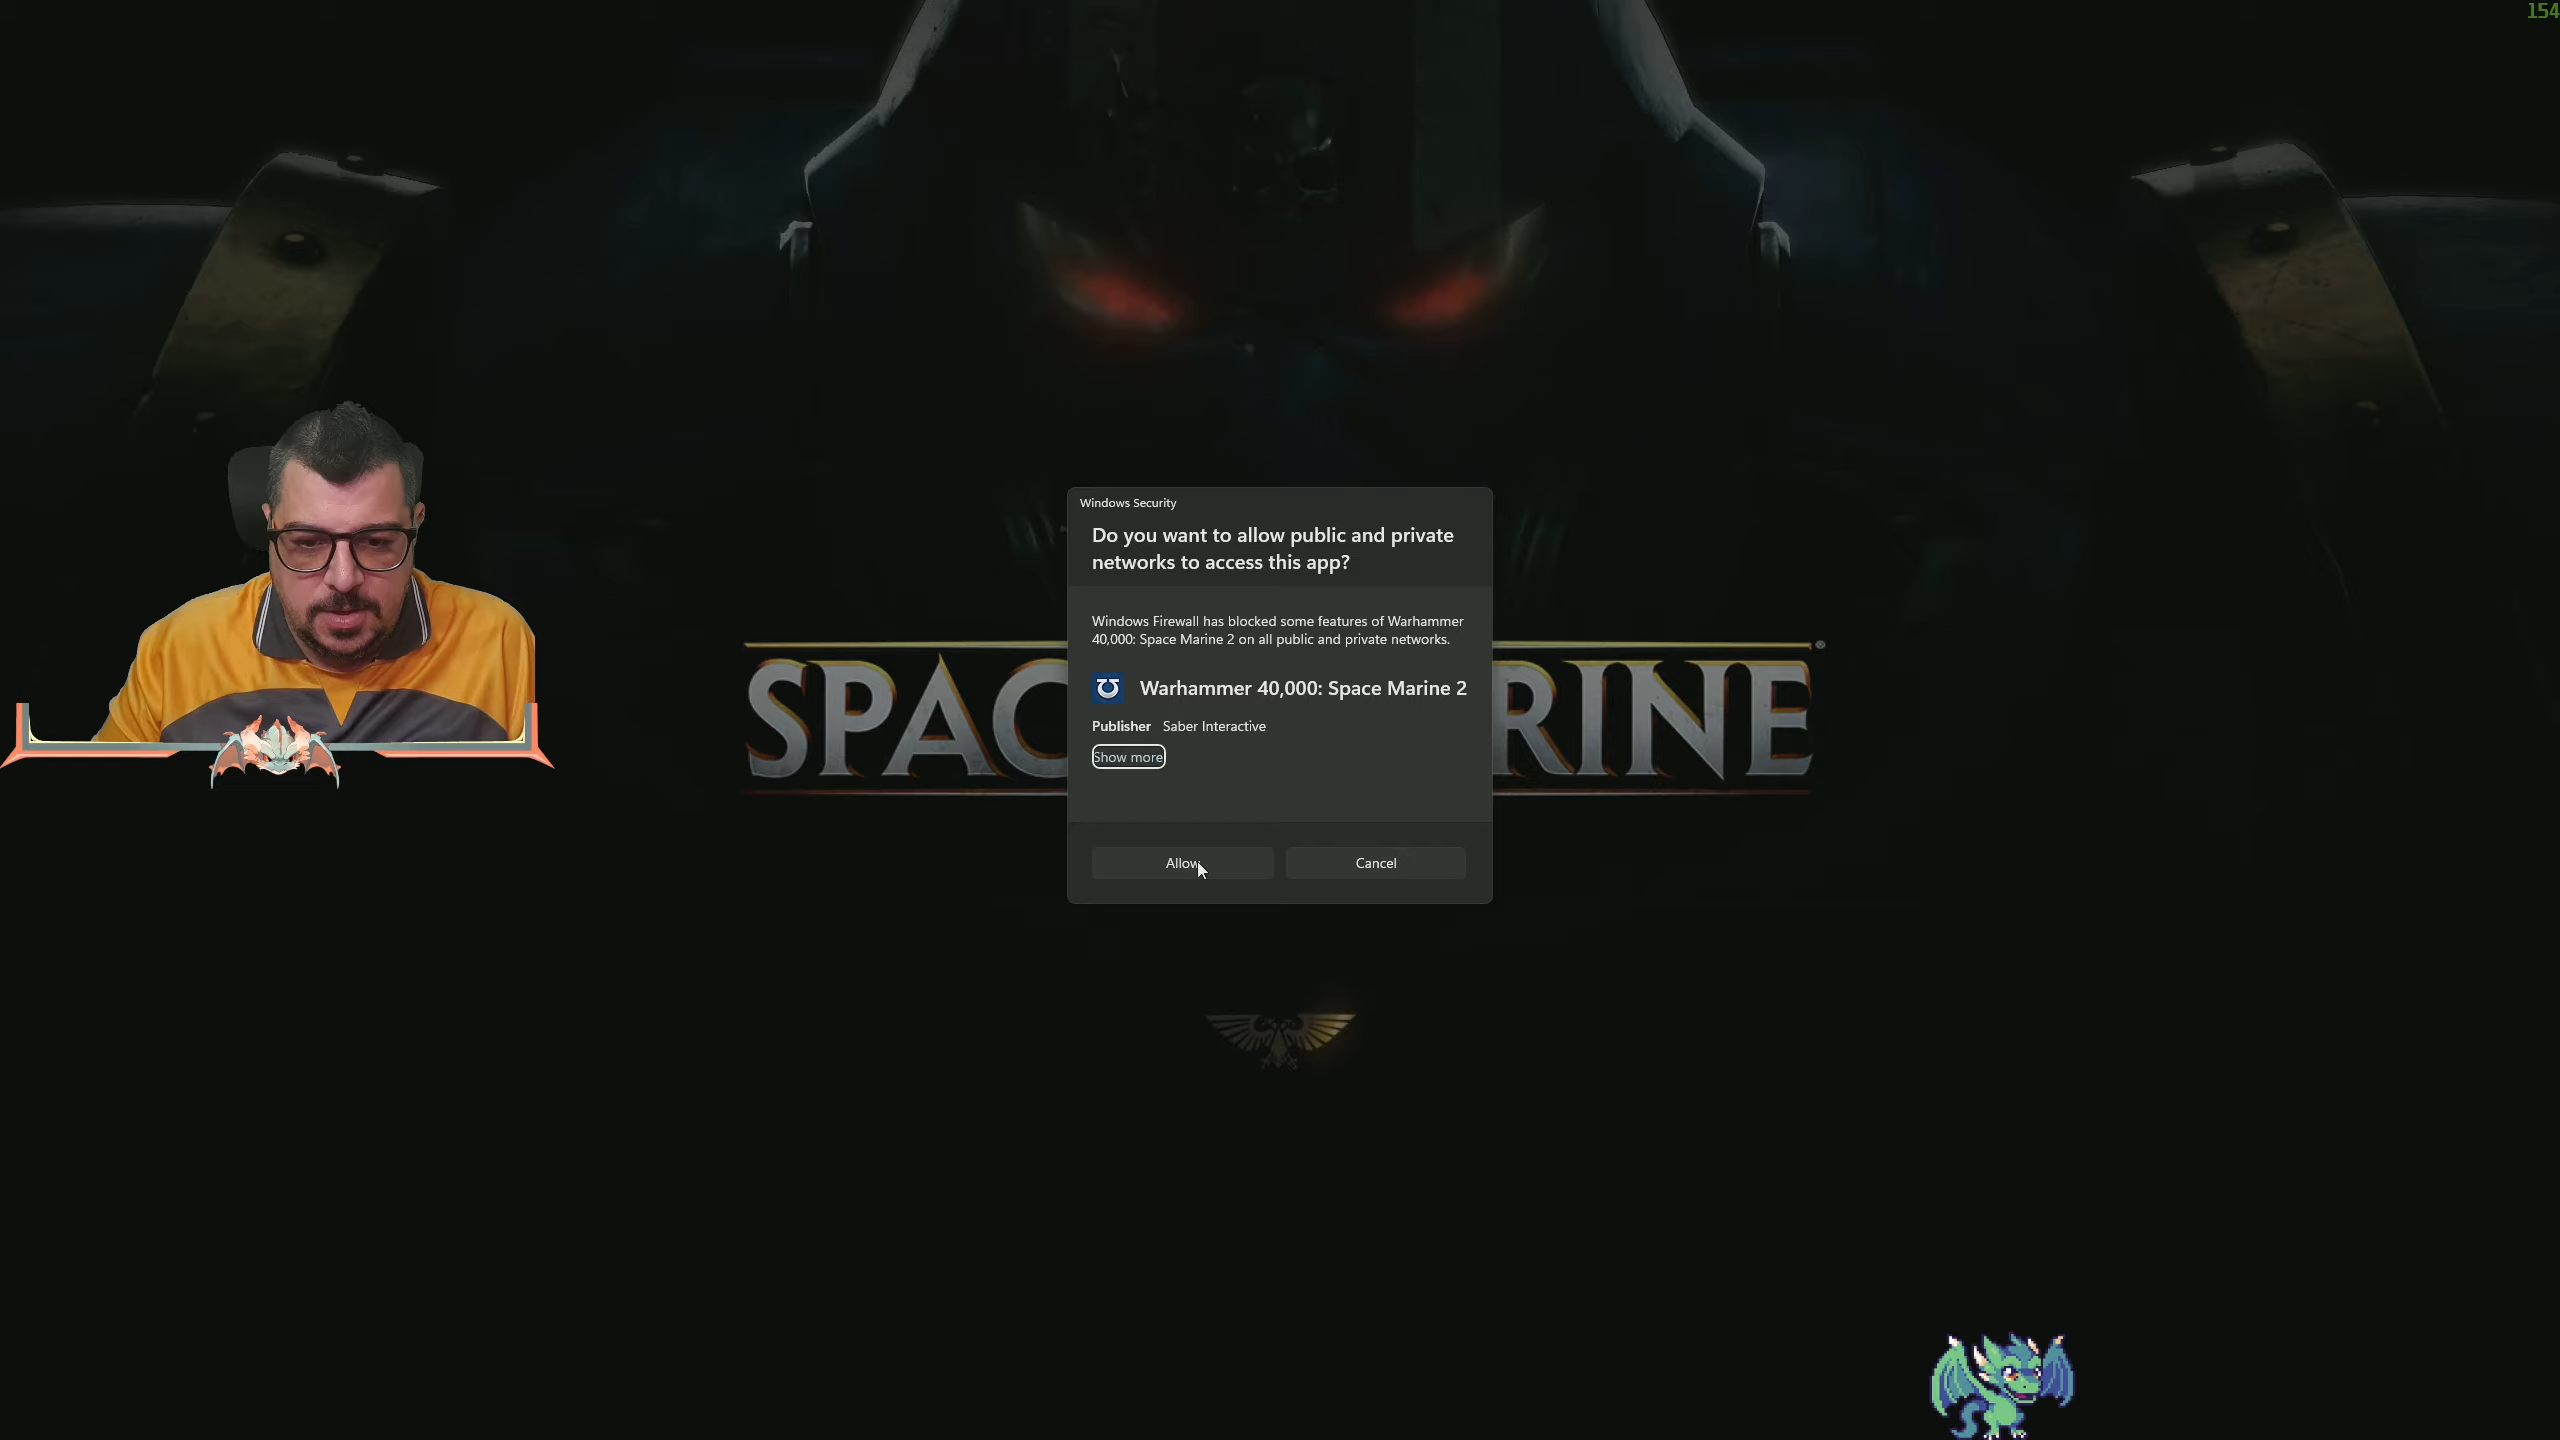 154
Windows Security
Do you want to allow public and private
networks to access this app?
Windows Firewall has blocked some features of Warhammer
40,000: Space Marine 2 on all public and private networks.
Warhammer 40,000: Space Marine 2
SPAC RINE ®
Publisher Saber Interactive
Show more
Allow
Cancel